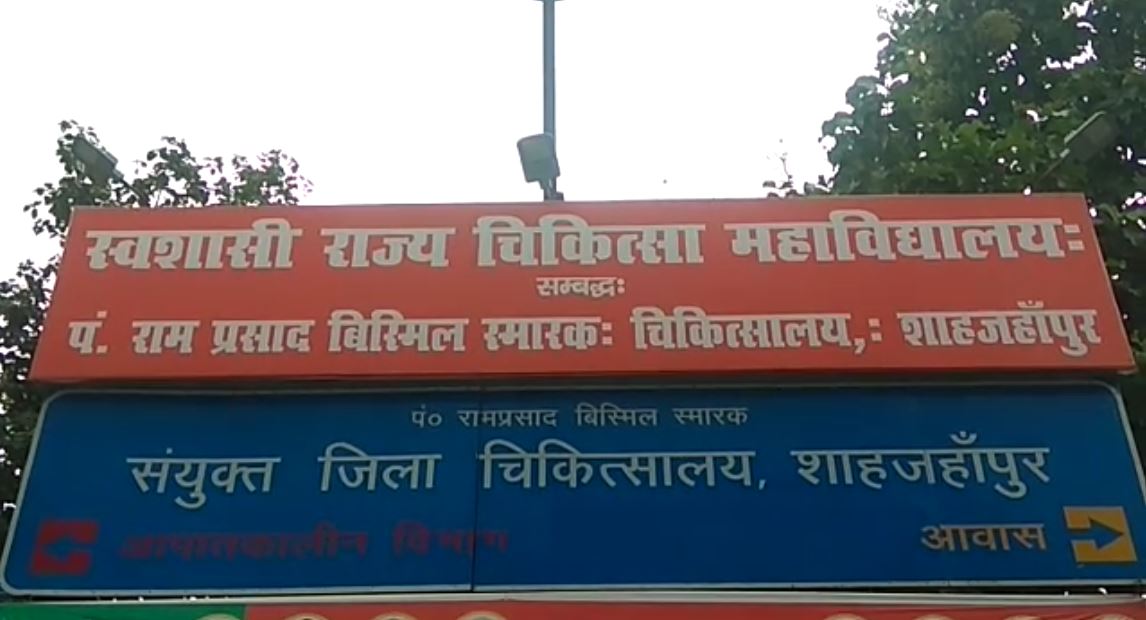 स्वशासी राज्य चिकित्सा महाविद्यालयः
सम्बद्धः
पं. राम प्रसाद बिस्मिल स्मारकः चिकित्सालय,ः शाहजहाँपुर
पं० रामप्रसाद बिस्मिल स्मारक
संयुक्त जिला चिकित्सालय, शाहजहाँपुर
आपातकालीन विभाग आवास